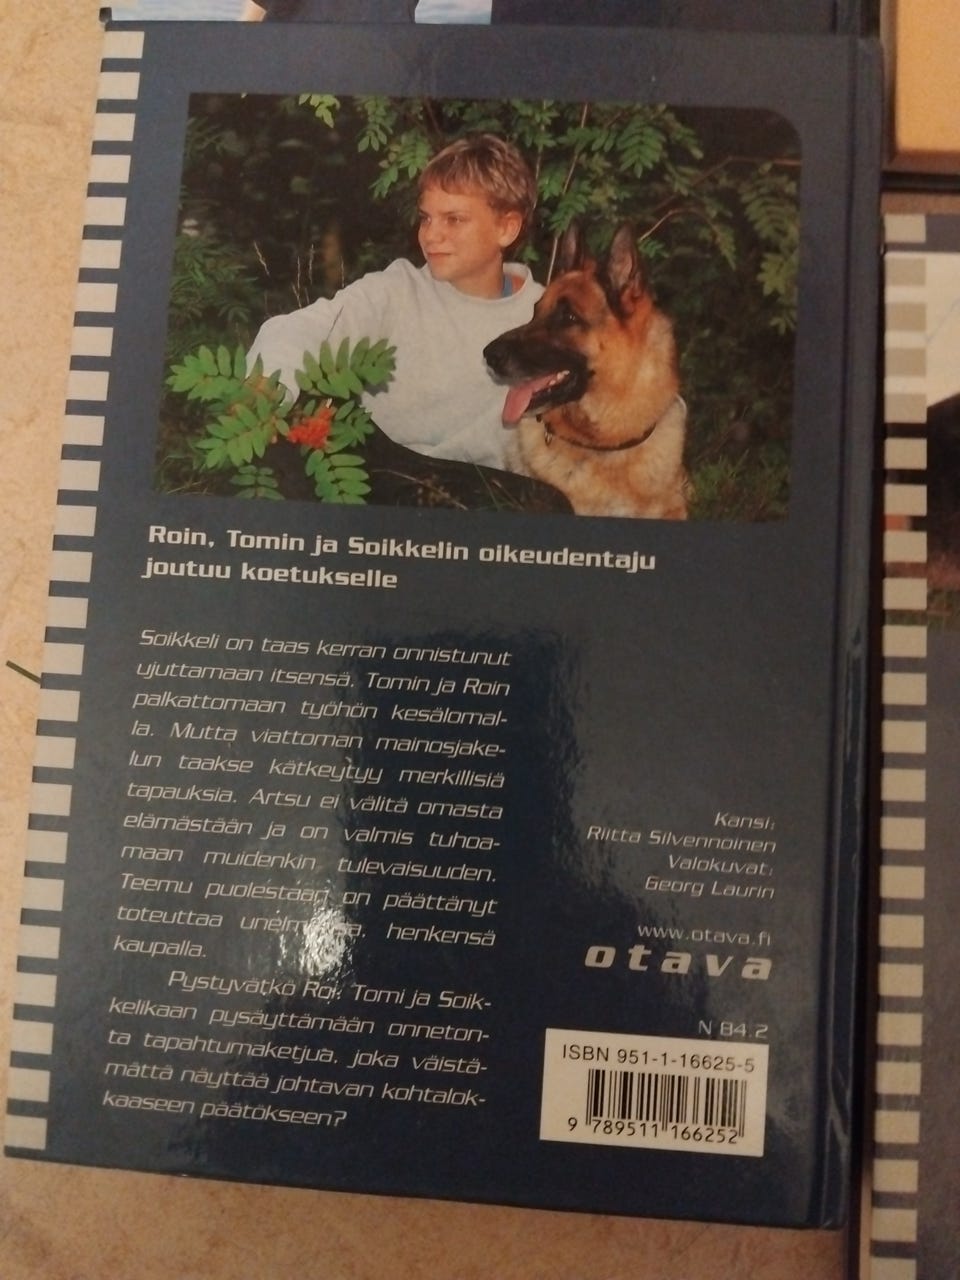 Roin, Tomin ja Soikkelin oikeudentaju
joutuu koetukselle
Soikkeli on taas kerran onnistunut
ujuttamaan itsensä, Tomin ja Roin
palkattomaan työhön kesälomal-
la. Mutta viattoman mainosjake-
lun taakse kätkeytyy merkillisiä
tapauksia. Artsu ei välitä omasta
elämästään ja on valmis tuhoa-
maan muidenkin tulevaisuuden.
Teemu puolestaan on päättänyt
toteuttaa henkensä
kaupalla.
Pystyvätkö Roi, Tomi ja Soik-
kelikaan pysäyttämään onneton-
ta tapahtumaketjua, joka väistä-
mättä näyttää johtavan kohtalok-
kaaseen päätökseen?
Kansi:
Riitta Silvennoinen
Valokuvat:
Georg Laurin
www.otava.fi
otava
N 84.2
ISBN 951-1-16625-5
9 789511 166252